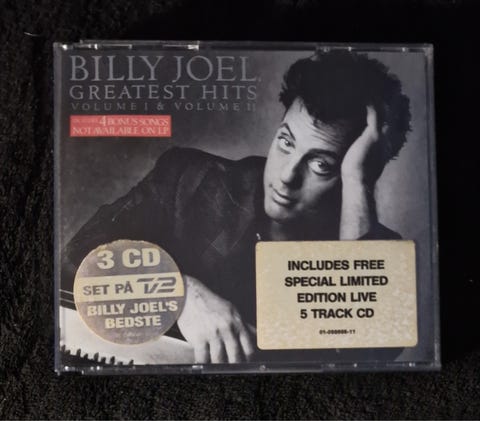 BILLY JOEL
GREATEST HITS
VOLUME I & VOLUME II
INCLUDES 4 BONUS SONGS
NOT AVAILABLE ON LP
3 CD
SET PÅ TV2
BILLY JOEL'S
BEDSTE
INCLUDES FREE
SPECIAL LIMITED
EDITION LIVE
5 TRACK CD